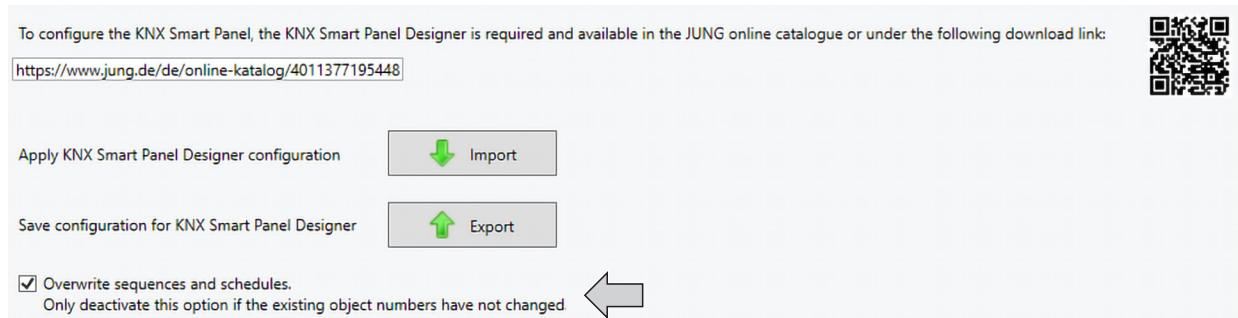 To configure the KNX Smart Panel, the KNX Smart Panel Designer is required and available in the JUNG online catalogue or under the following download link:
https://www.jung.de/de/online-katalog/4011377195448
Apply KNX Smart Panel Designer configuration
Import
Save configuration for KNX Smart Panel Designer
Export
Overwrite sequences and schedules.
Only deactivate this option if the existing object numbers have not changed.